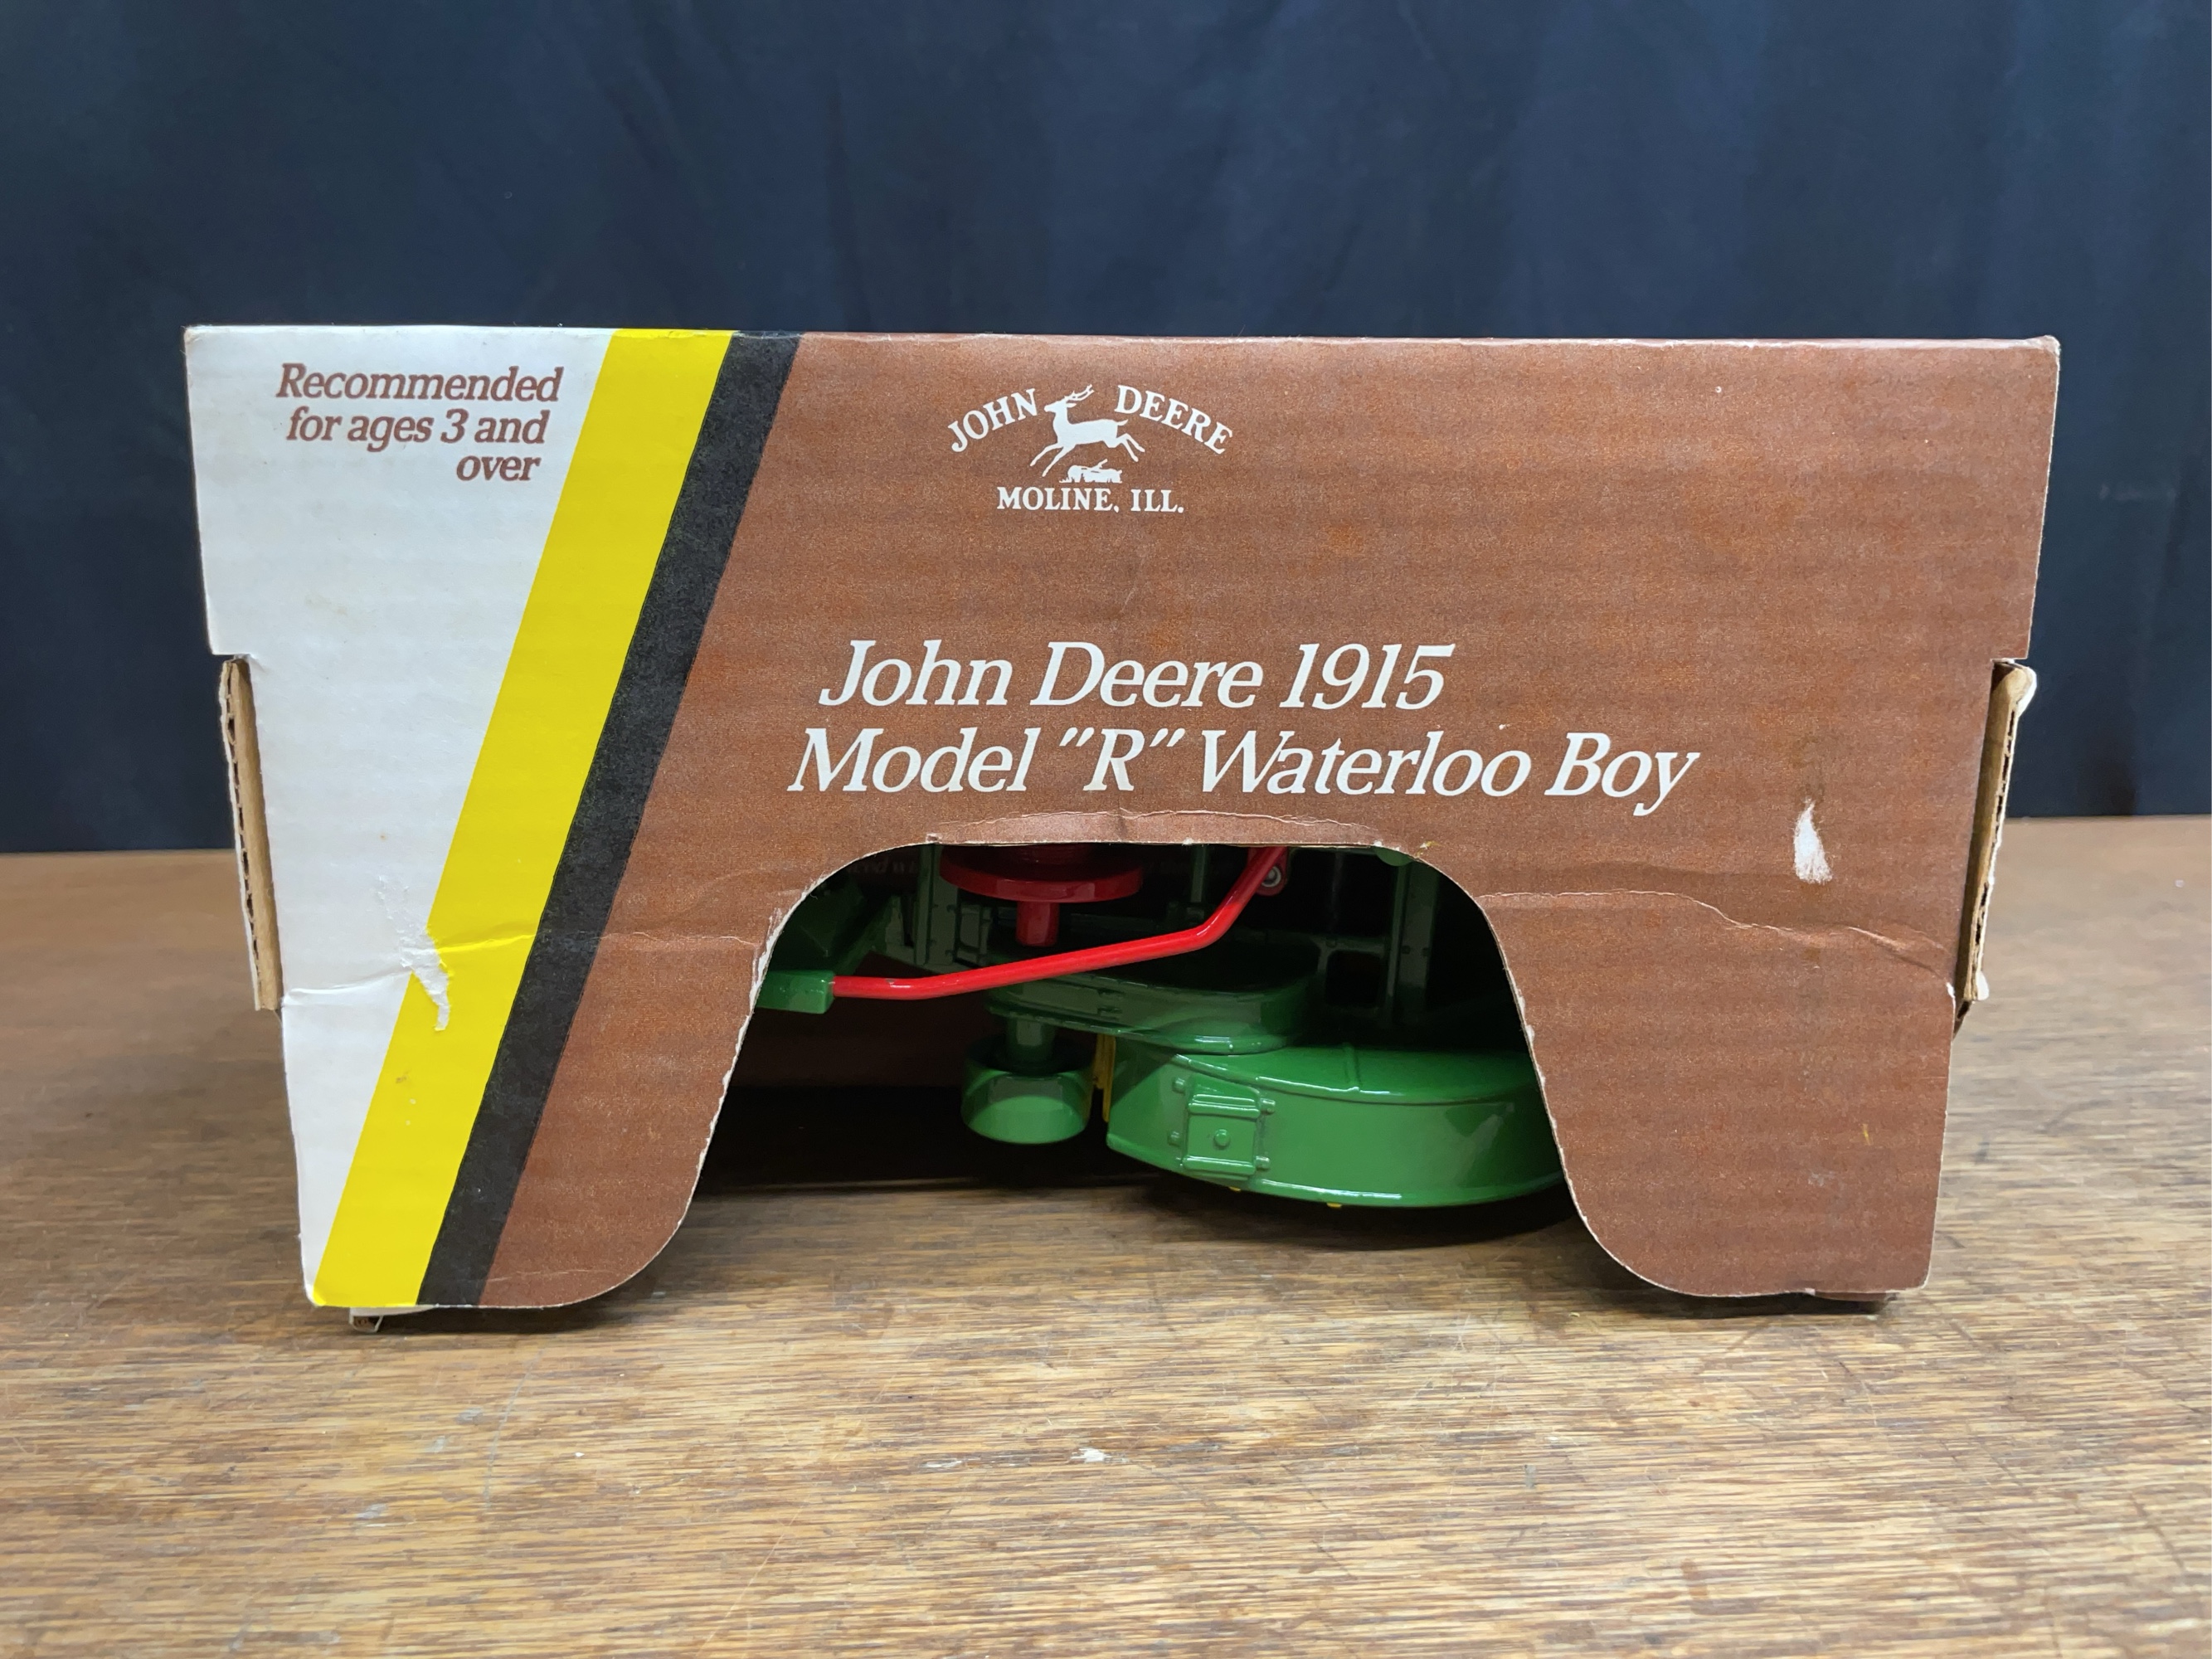 Recommended
for ages 3 and
over
JOHN DEERE
MOLINE, ILL.
John Deere 1915
Model "R" Waterloo Boy